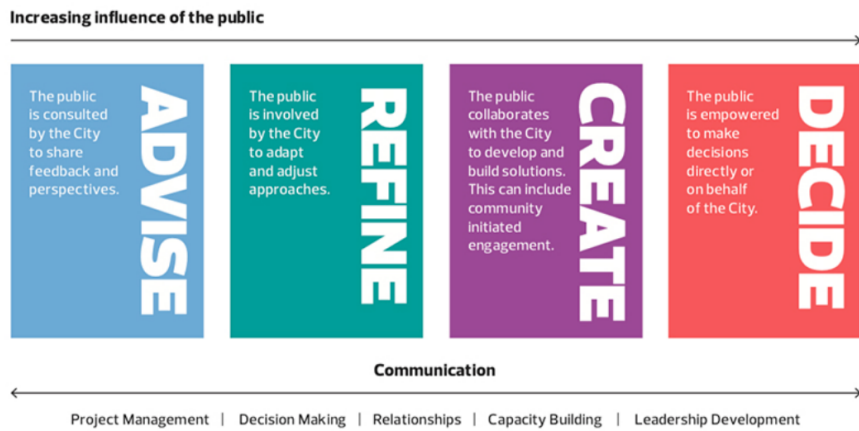 Increasing influence of the public
The public
is consulted
by the City
to share
feedback and
perspectives.
ADVISE
The public
is involved
by the City
to adapt
and adjust
approaches.
REFINE
The public
collaborates
with the City
to develop and
build solutions.
This can include
community
initiated
engagement.
CREATE
The public
is empowered
to make
decisions
directly or
on behalf
of the City.
DECIDE
Communication
Project Management | Decision Making | Relationships | Capacity Building | Leadership Development